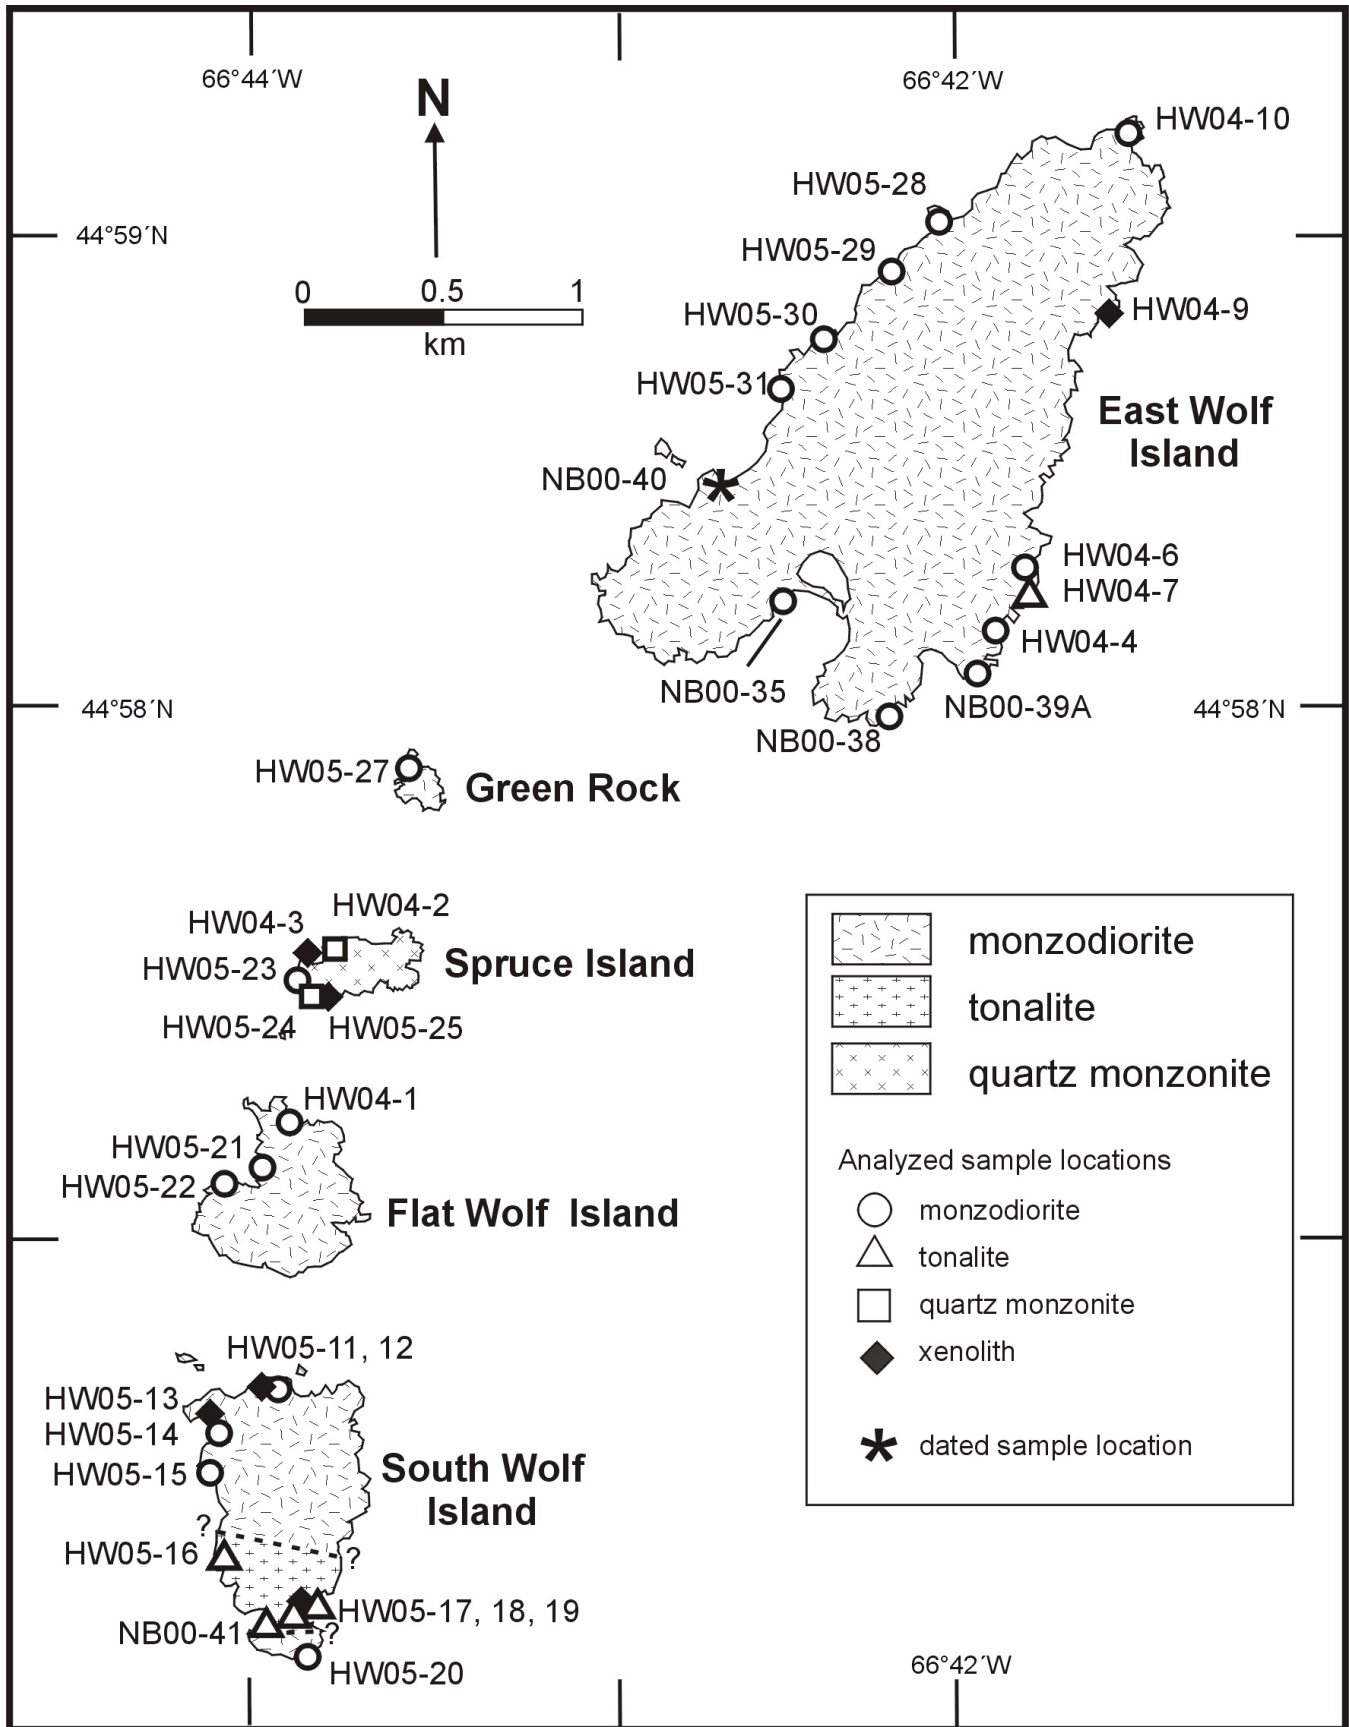 66°44´W
66°42´W
N
HW04-10
HW05-28
44°59´N
HW05-29
0 0.5 1
km
HW05-30
HW04-9
HW05-31
East Wolf
Island
NB00-40
HW04-6
HW04-7
HW04-4
NB00-35
NB00-39A
44°58´N
44°58´N
NB00-38
HW05-27
Green Rock
HW04-2
HW04-3
HW05-23
Spruce Island
HW05-24
HW05-25
monzodiorite
tonalite
quartz monzonite
HW04-1
HW05-21
HW05-22
Flat Wolf Island
Analyzed sample locations
monzodiorite
tonalite
quartz monzonite
xenolith
dated sample location
HW05-11, 12
HW05-13
HW05-14
HW05-15
South Wolf
Island
?
HW05-16
?
HW05-17, 18, 19
NB00-41
?
HW05-20
66°42´W